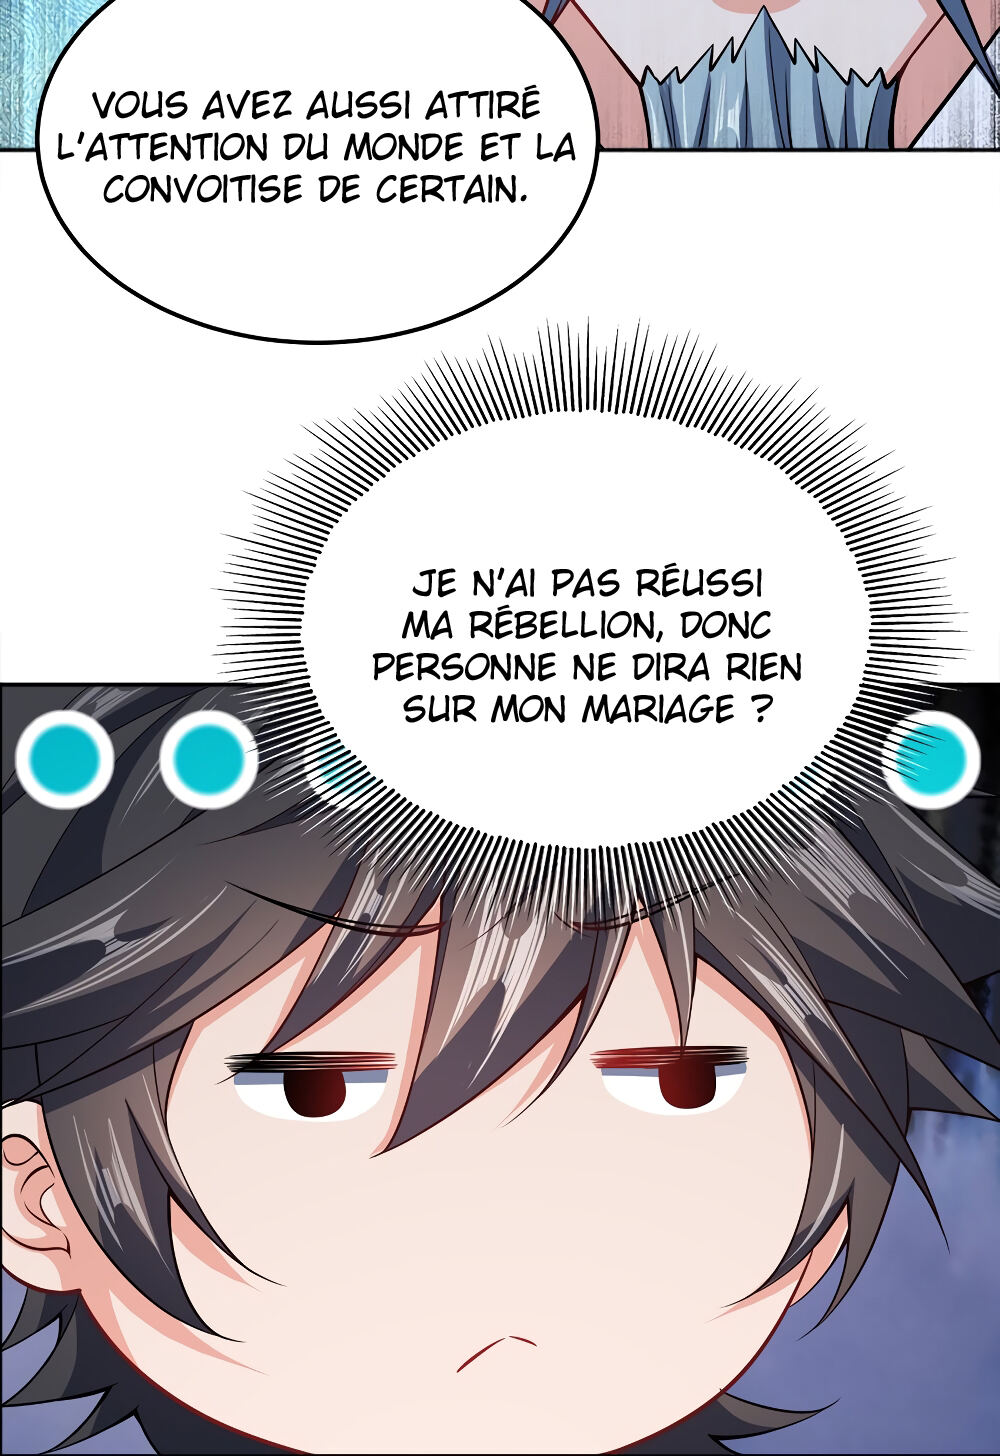 VOUS AVEZ AUSSI ATTIRÉ
L'ATTENTION DU MONDE ET LA
CONVOITISE DE CERTAIN.
JE N'AI PAS RÉUSSI
MA RÉBELLION, DONC
PERSONNE NE DIRA RIEN
SUR MON MARIAGE ?